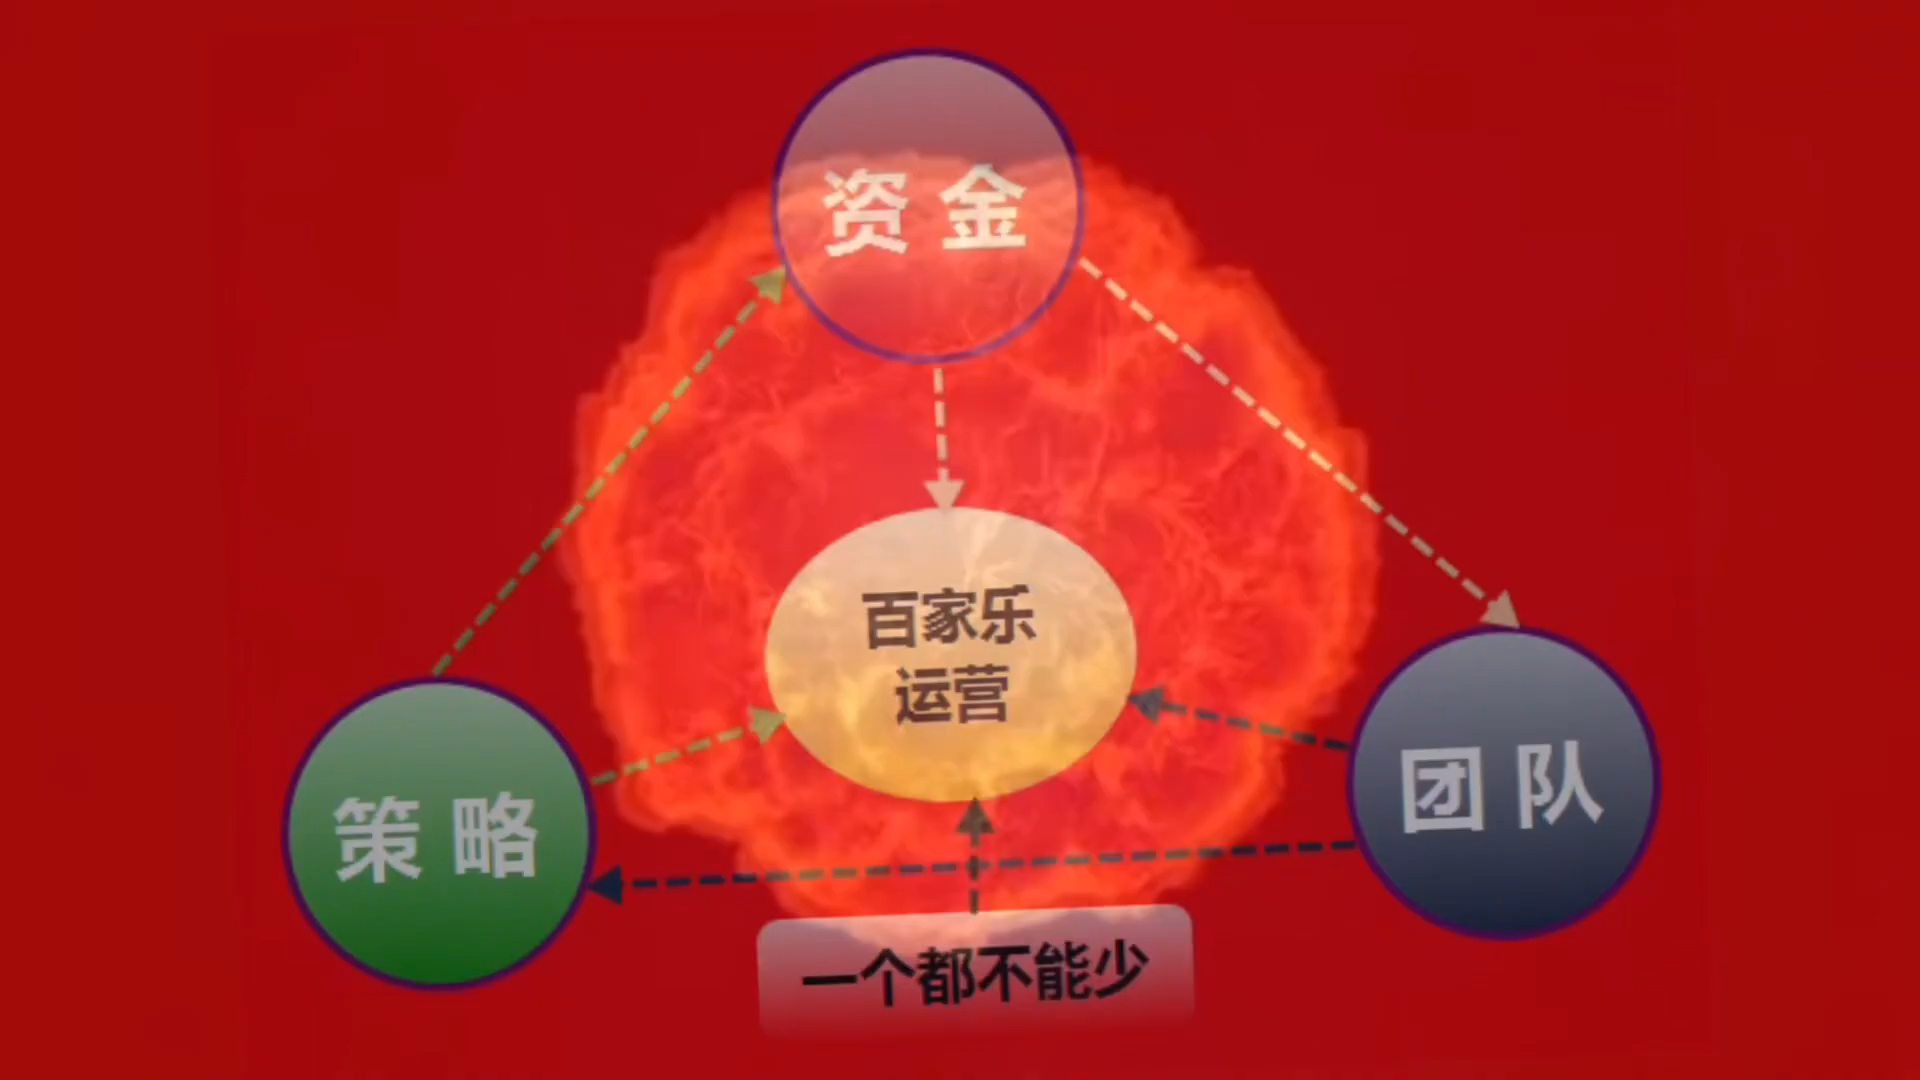 资金
百家乐
运营
策略
团队
一个都不能少